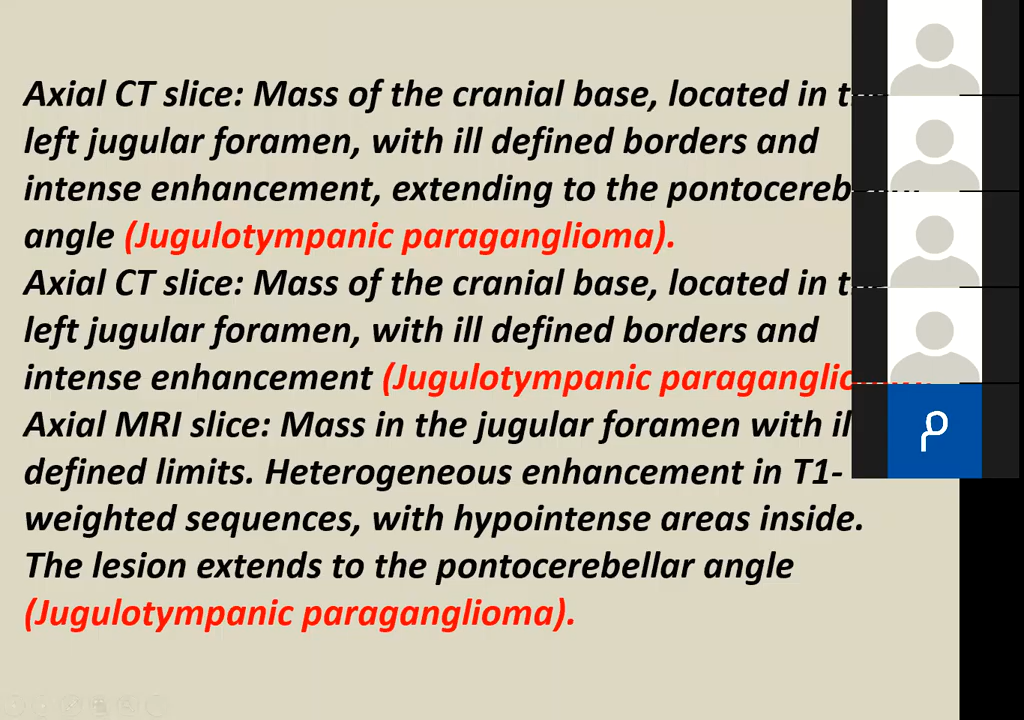 Axial CT slice: Mass of the cranial base, located in
left jugular foramen, with ill defined borders and
intense enhancement, extending to the
angle (Jugulotympanic paraganglioma).
Axial CT slice: Mass of the cranial base, located in
left jugular foramen, with ill defined borders and
intense enhancement (Jugulotympanic
Axial MRI slice: Mass in the jugular foramen with
defined limits. Heterogeneous enhancement in T1-
weighted sequences, with hypointense areas inside.
The lesion extends to the pontocerebellar angle
(Jugulotympanic paraganglioma).